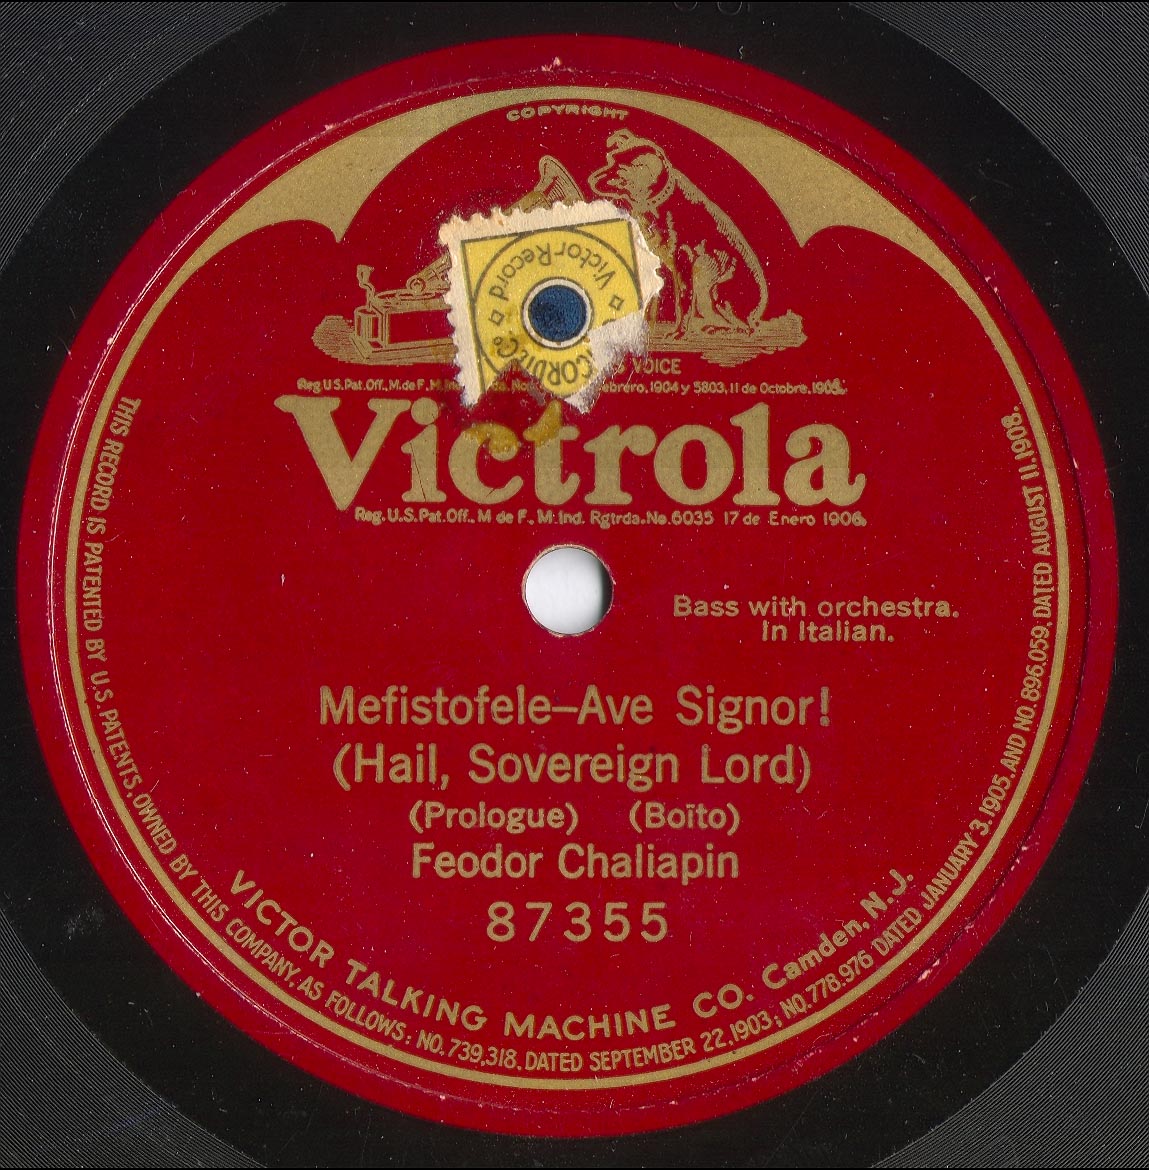 COPYRIGHT
Victor Record
VOICE
Reg. U.S. Pat. Off., M. de F., 1904 y 5803, 11 de Octubre, 1906.
Victrola
Reg. U.S. Pat. Off., M de F., M. Ind. Rgtrda. No. 6035 17 de Enero 1906.
Bass with orchestra.
In Italian.
Mefistofele–Ave Signor!
(Hail, Sovereign Lord)
(Prologue) (Boïto)
Feodor Chaliapin
87355
VICTOR TALKING MACHINE CO. Camden, N.J.
THIS RECORD IS PATENTED BY U.S. PATENTS, OWNED BY THIS COMPANY, AS FOLLOWS: NO. 739,318, DATED SEPTEMBER 22, 1903; NO. 778,976 DATED JANUARY 3, 1905, AND NO. 896,059, DATED AUGUST 11, 1908.